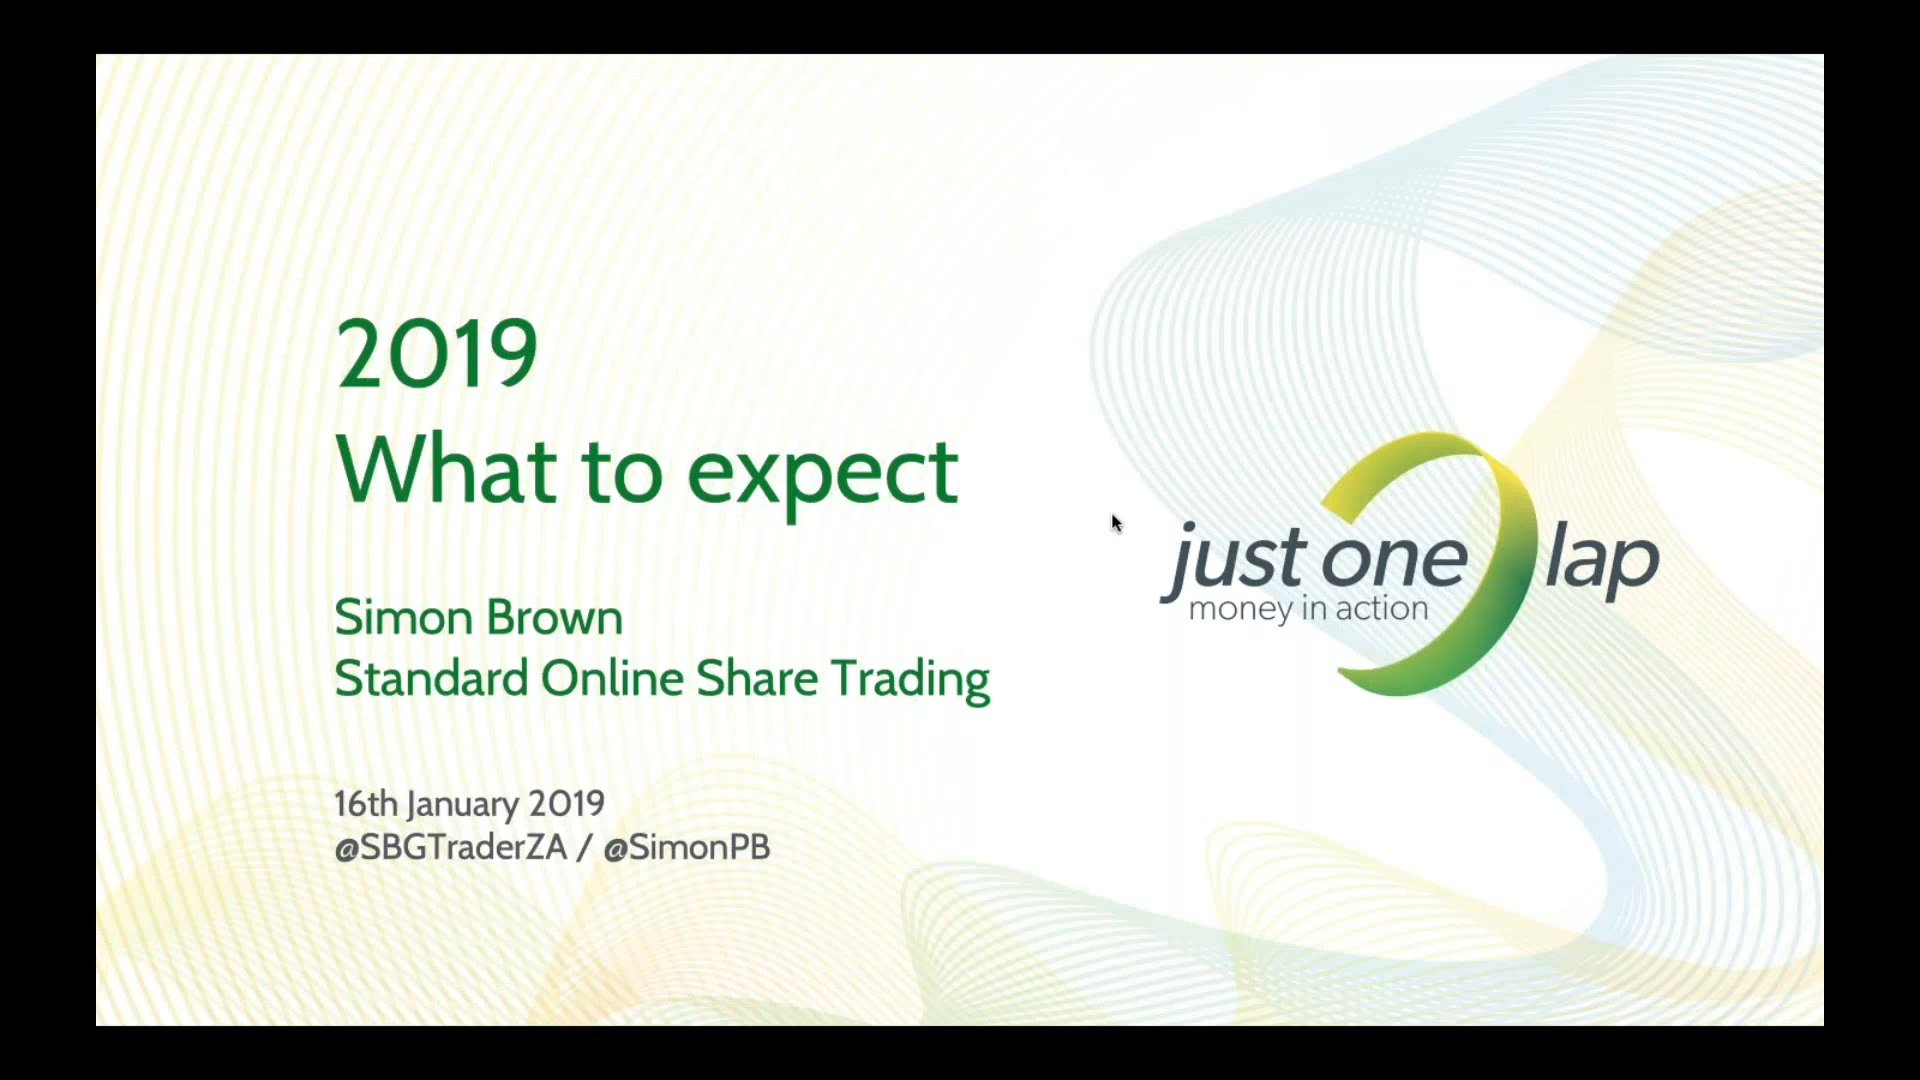 2019
What to expect
Simon Brown
Standard Online Share Trading
16th January 2019
@SBGTraderZA / @SimonPB
just one lap
money in action